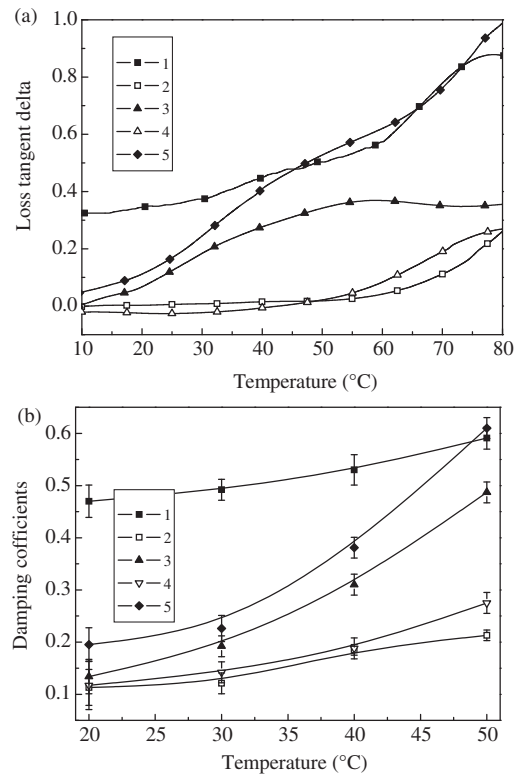 (a)
1.0
0.8
0.6
0.4
0.2
0.0
Loss tangent delta
1
2
3
4
5
10 20 30 40 50 60 70 80
Temperature (°C)
(b)
0.6
0.5
0.4
0.3
0.2
0.1
Damping cofficients
1
2
3
4
5
20 25 30 35 40 45 50
Temperature (°C)